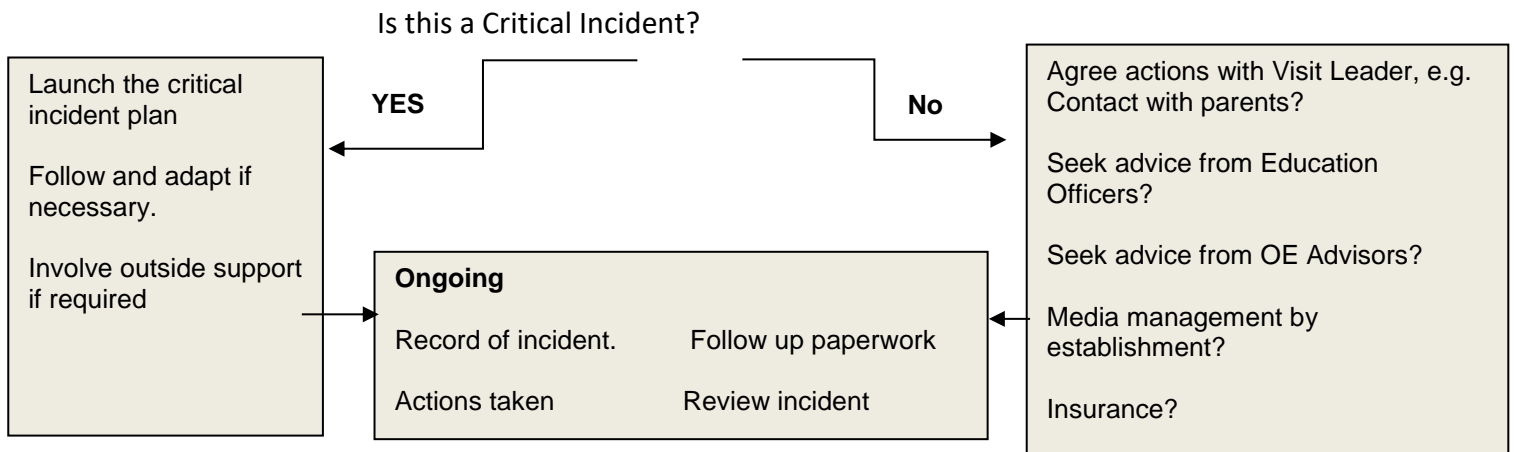 Is this a Critical Incident?
YES
No
Launch the critical
incident plan
Follow and adapt if
necessary.
Involve outside support
if required
Agree actions with Visit Leader, e.g.
Contact with parents?
Seek advice from Education
Officers?
Seek advice from OE Advisors?
Media management by
establishment?
Insurance?
Ongoing
Record of incident. Follow up paperwork
Actions taken Review incident